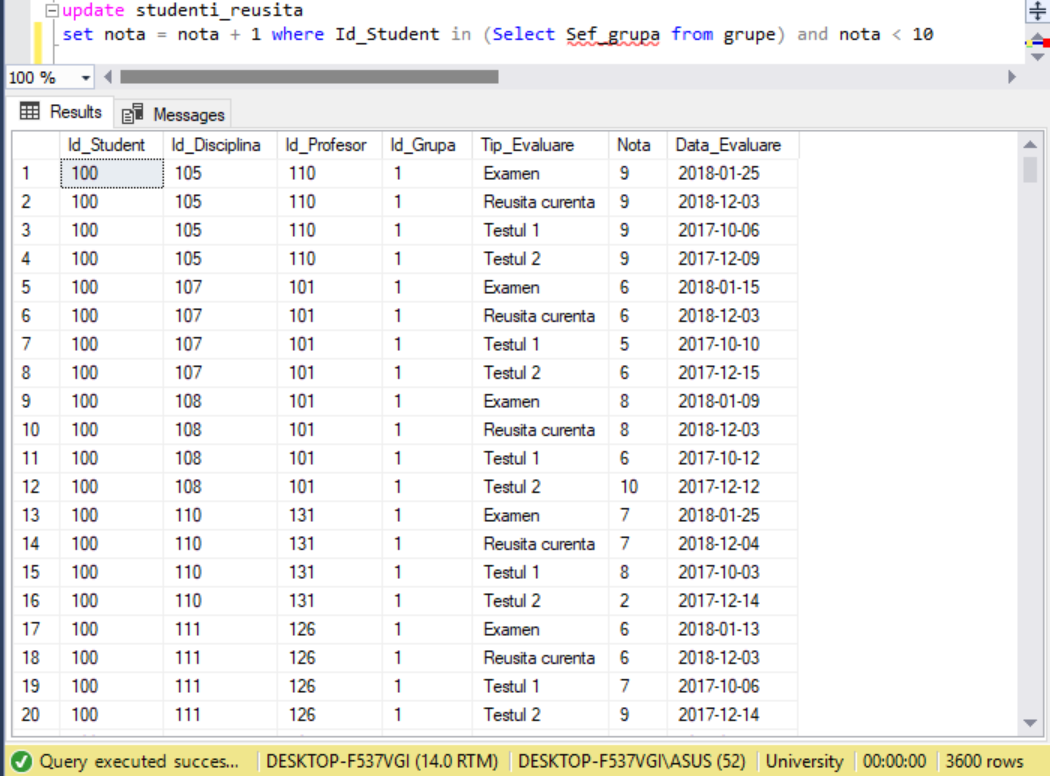 update studenti_reusita
set nota = nota + 1 where Id_Student in (Select Sef_grupa from grupe) and nota < 10
100 %
Results Messages
Id_Student Id_Disciplina Id_Profesor Id_Grupa Tip_Evaluare Nota Data_Evaluare
1 100 105 110 1 Examen 9 2018-01-25
2 100 105 110 1 Reusita curenta 9 2018-12-03
3 100 105 110 1 Testul 1 9 2017-10-06
4 100 105 110 1 Testul 2 9 2017-12-09
5 100 107 101 1 Examen 6 2018-01-15
6 100 107 101 1 Reusita curenta 6 2018-12-03
7 100 107 101 1 Testul 1 5 2017-10-10
8 100 107 101 1 Testul 2 6 2017-12-15
9 100 108 101 1 Examen 8 2018-01-09
10 100 108 101 1 Reusita curenta 8 2018-12-03
11 100 108 101 1 Testul 1 6 2017-10-12
12 100 108 101 1 Testul 2 10 2017-12-12
13 100 110 131 1 Examen 7 2018-01-25
14 100 110 131 1 Reusita curenta 7 2018-12-04
15 100 110 131 1 Testul 1 8 2017-10-03
16 100 110 131 1 Testul 2 2 2017-12-14
17 100 111 126 1 Examen 6 2018-01-13
18 100 111 126 1 Reusita curenta 6 2018-12-03
19 100 111 126 1 Testul 1 7 2017-10-06
20 100 111 126 1 Testul 2 9 2017-12-14
Query executed succes... DESKTOP-F537VGI (14.0 RTM) DESKTOP-F537VGI\ASUS (52) University 00:00:00 3600 rows